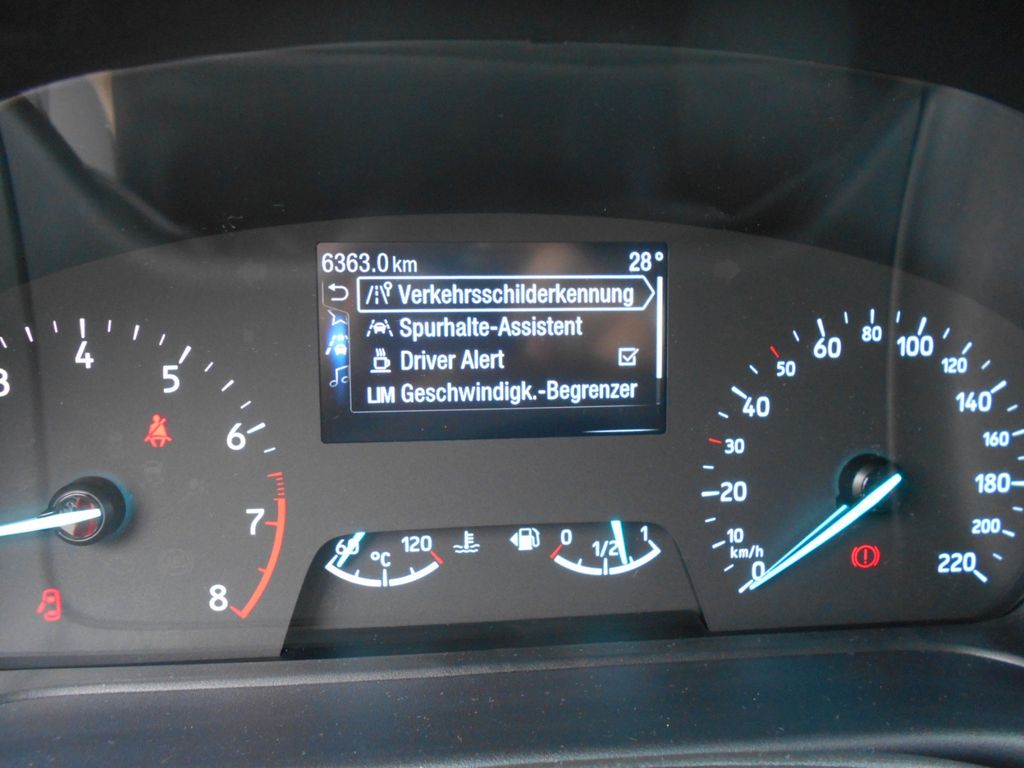 6363.0 km 28°
Verkehrsschilderkennung
Spurhalte-Assistent
Driver Alert
LIM Geschwindigk.-Begrenzer
3 4 5 6 7 8
60 °C 120
0 1/2 1
0 10 20 30 40 50 60 80 100 120 140 160 180 200 220
km/h